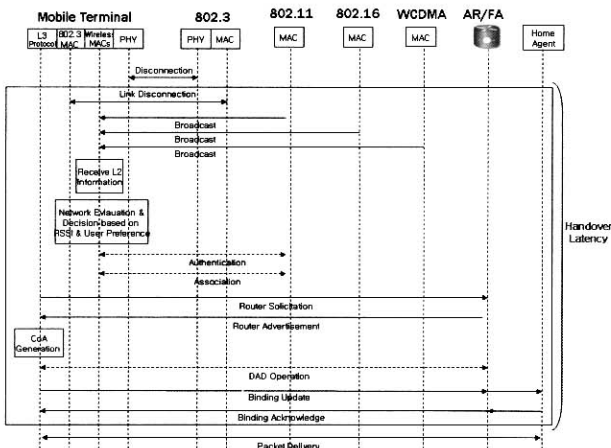 Mobile Terminal
802.3
802.11
802.16
WCDMA
AR/FA
L3
Protocol
802.3
MAC
Wireless
MACs
PHY
PHY
MAC
MAC
MAC
MAC
Home
Agent
Disconnection
Link Disconnection
Broadcast
Broadcast
Broadcast
Receive L2
Information
Network Evlauation &
Decision-based on
RSSI & User Preference
Handover
Latency
Authentication
Association
Router Solicitation
Router Advertisement
CoA
Generation
DAD Operation
Binding Update
Binding Acknowledge
Packet Delivery